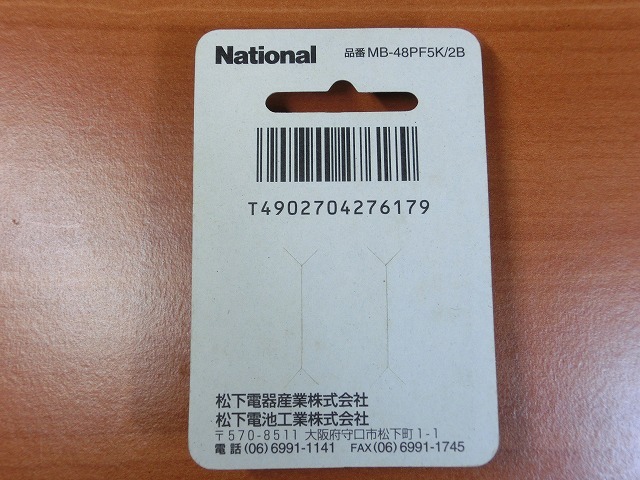 National 品番 MB-48PF5K/2B
T4902704276179
松下電器産業株式会社
松下電池工業株式会社
〒570-8511 大阪府守口市松下町1-1
電話(06)6991-1141 FAX(06)6991-1745